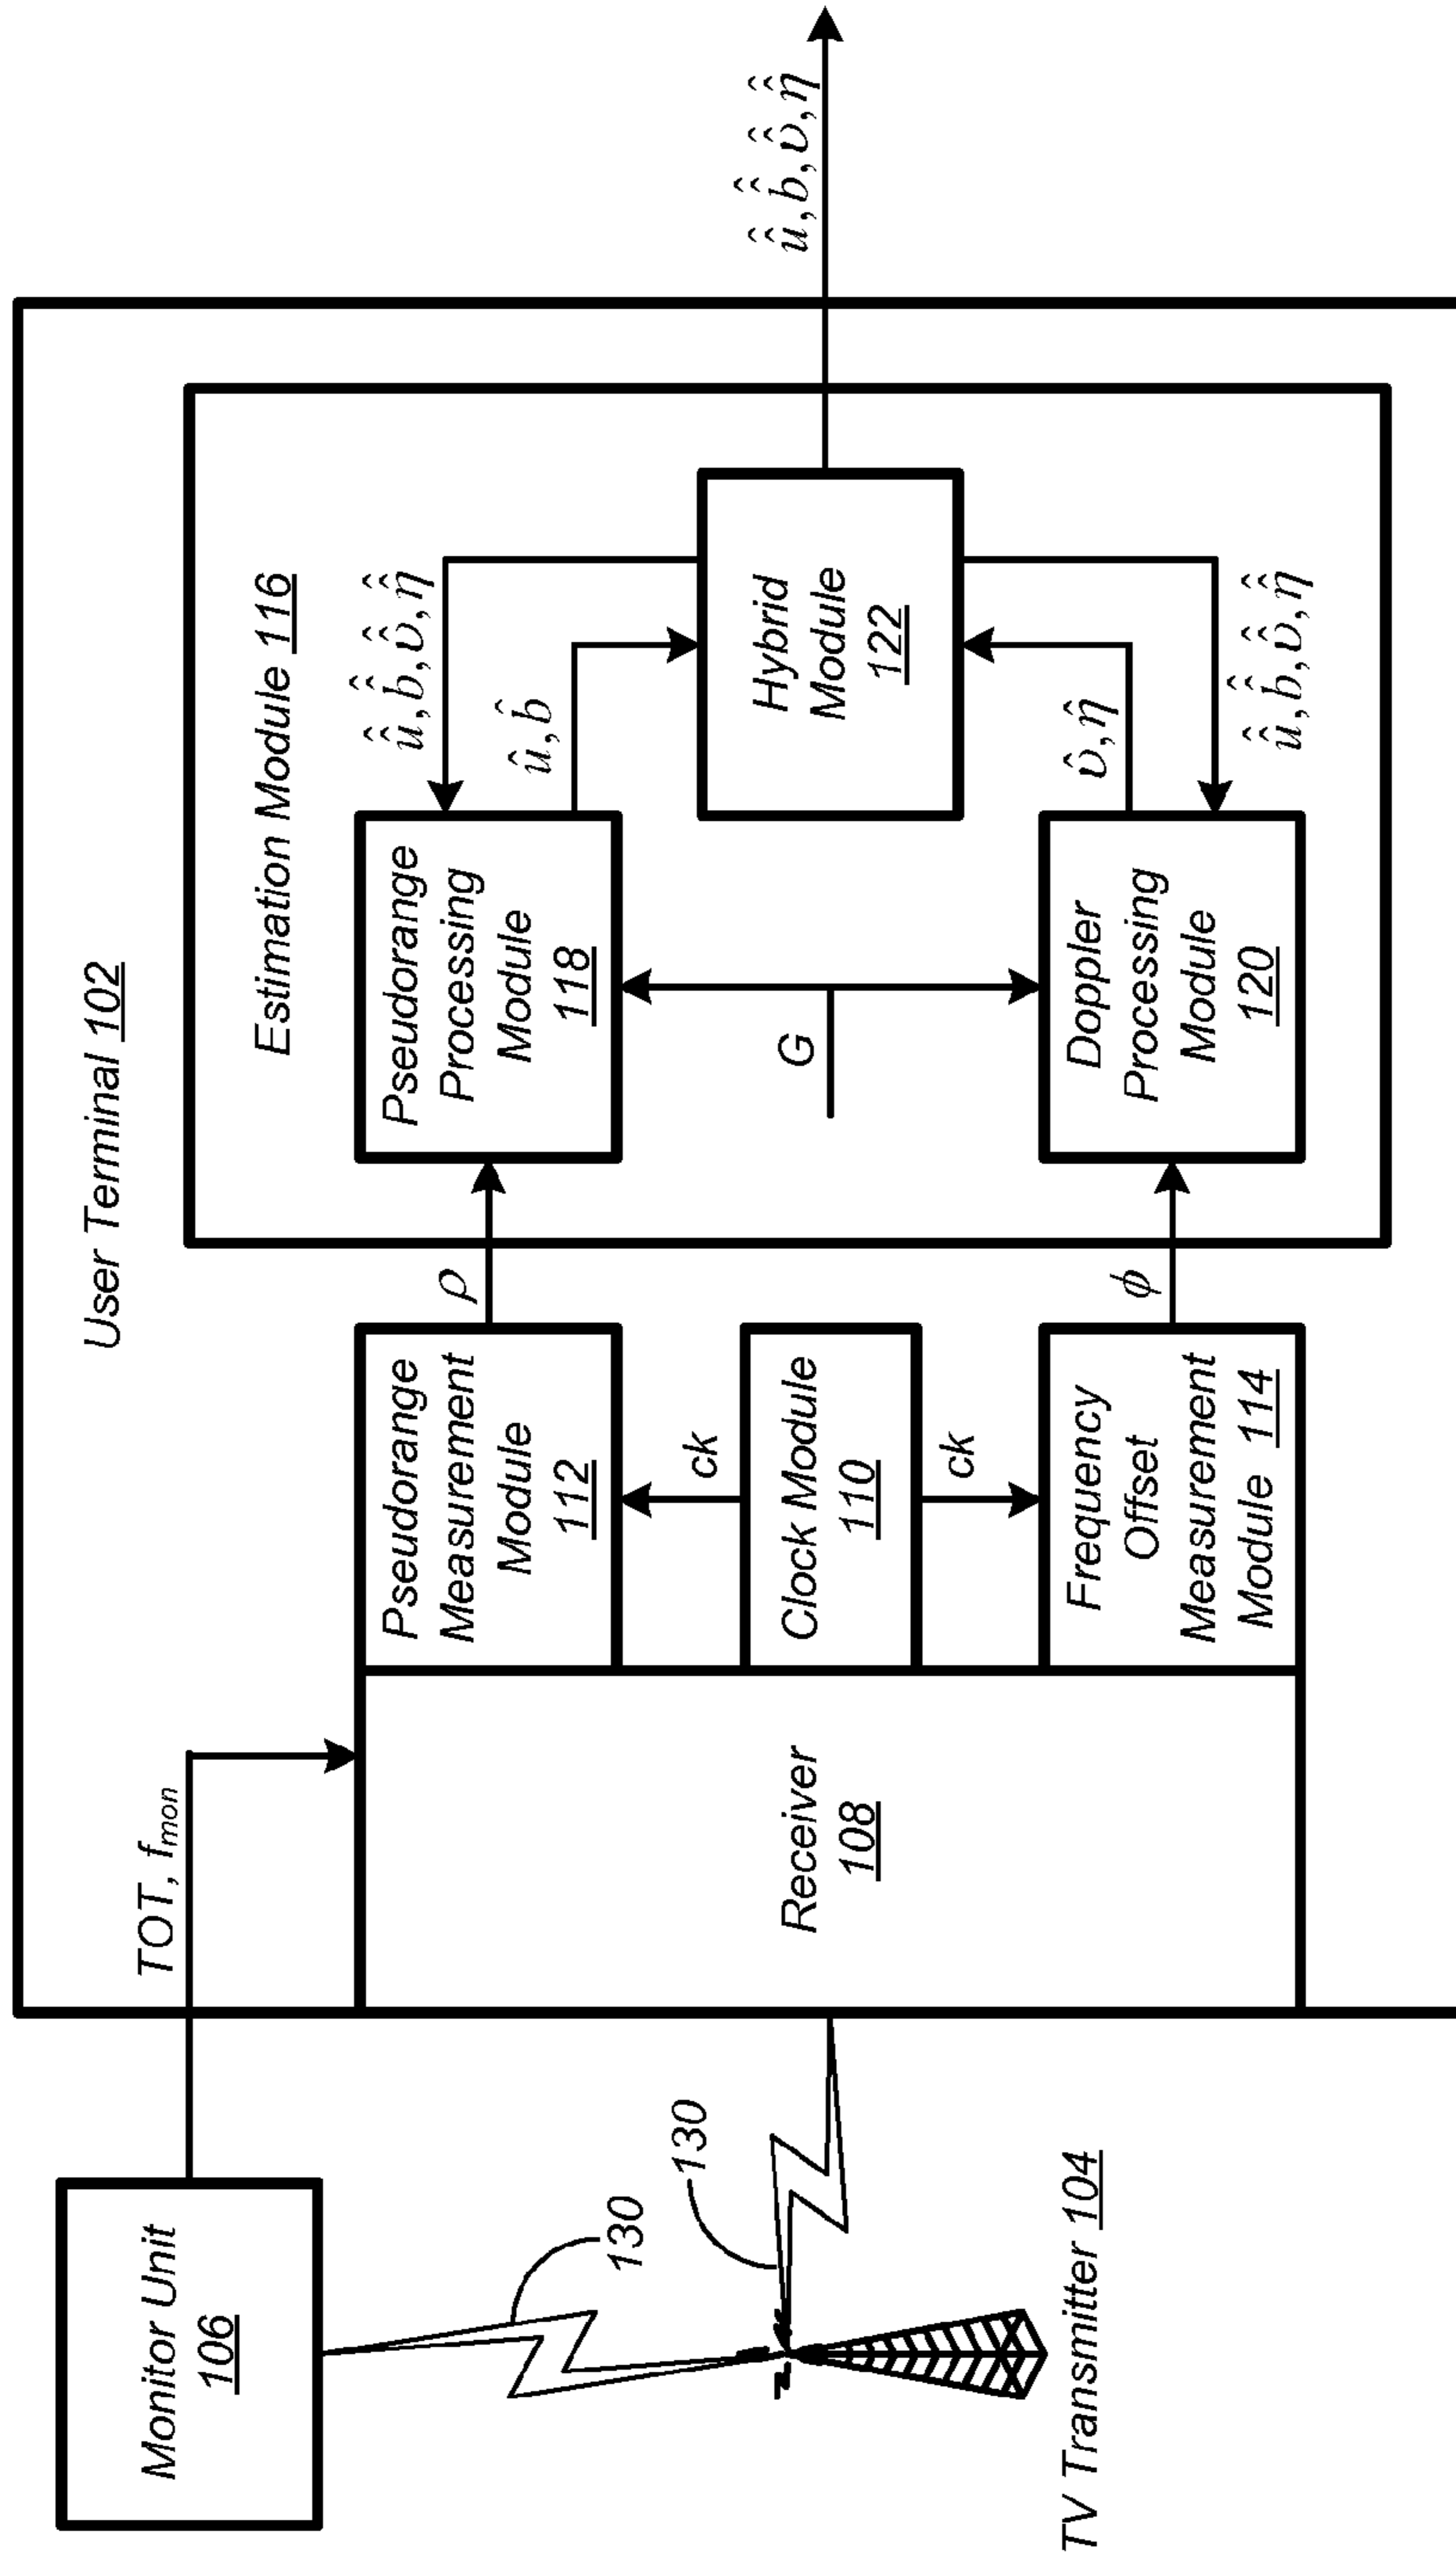 User Terminal 102
Monitor Unit
106
TOT, fmon
130
130
TV Transmitter 104
Receiver
108
Pseudorange
Measurement
Module
112
ck
Clock Module
110
ck
Frequency
Offset
Measurement
Module 114
ρ
ϕ
Estimation Module 116
Pseudorange
Processing
Module
118
G
Doppler
Processing
Module
120
û̂,b̂̂,υ̂̂,η̂̂
û,b̂
Hybrid
Module
122
υ̂,η̂
û̂,b̂̂,υ̂̂,η̂̂
û̂,b̂̂,υ̂̂,η̂̂